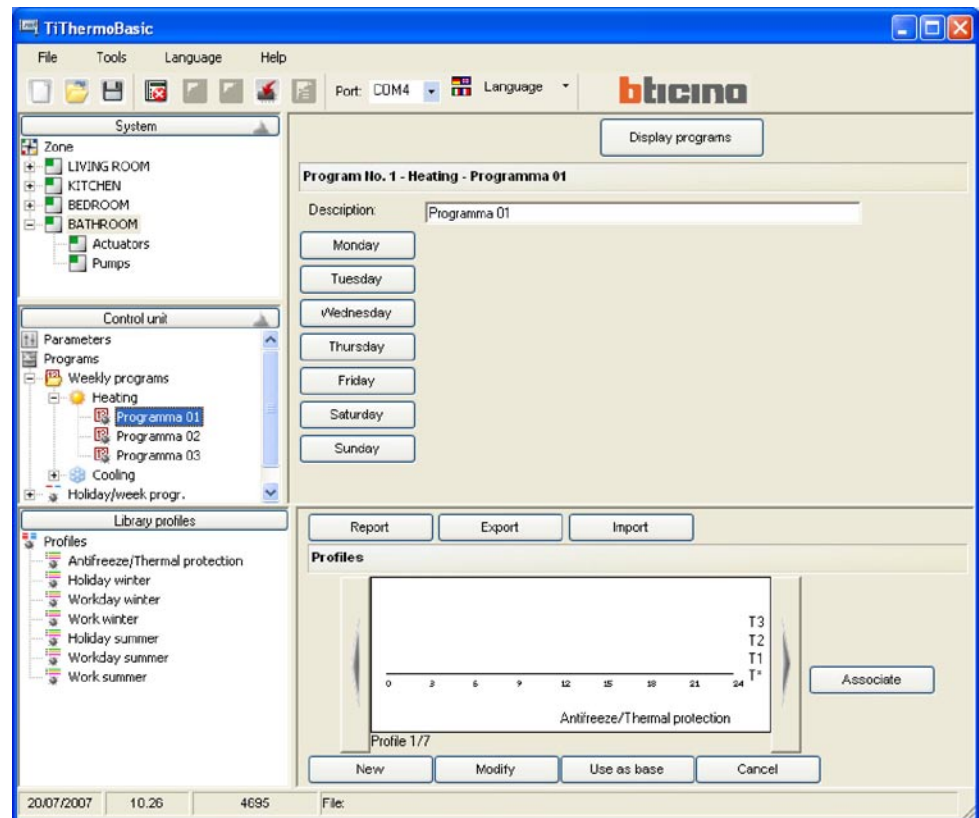 TiThermoBasic
File Tools Language Help
Port: COM4 Language bticino
System
Zone
LIVING ROOM
KITCHEN
BEDROOM
BATHROOM
Actuators
Pumps
Control unit
Parameters
Programs
Weekly programs
Heating
Programma 01
Programma 02
Programma 03
Cooling
Holiday/week progr.
Library profiles
Profiles
Antifreeze/Thermal protection
Holiday winter
Workday winter
Work winter
Holiday summer
Workday summer
Work summer
Display programs
Program No. 1 - Heating - Programma 01
Description: Programma 01
Monday
Tuesday
Wednesday
Thursday
Friday
Saturday
Sunday
Report Export Import
Profiles
T3
T2
T1
T*
0 3 6 9 12 15 18 21 24
Antifreeze/Thermal protection
Profile 1/7
Associate
New Modify Use as base Cancel
20/07/2007 10.26 4695 File: